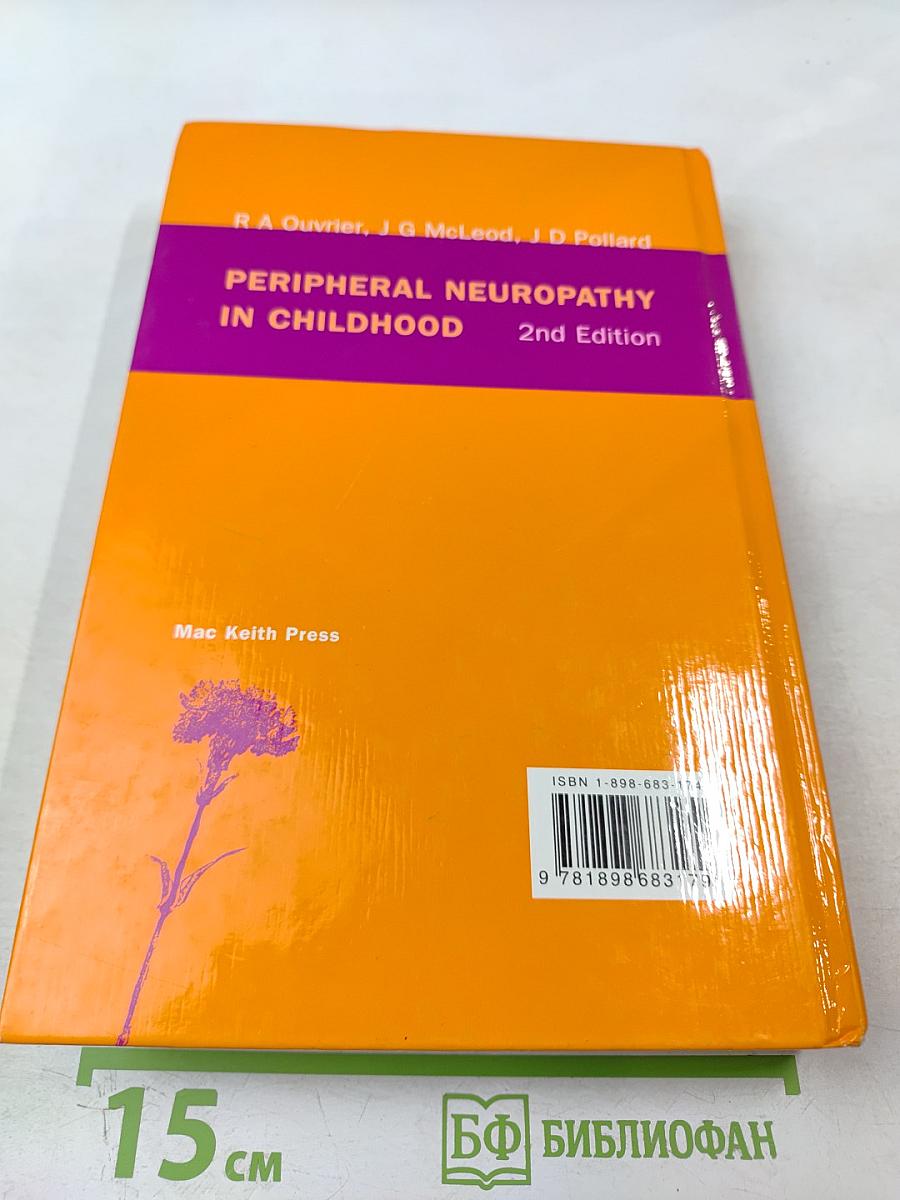 R A Ouvrier, J G McLeod, J D Pollard
PERIPHERAL NEUROPATHY
IN CHILDHOOD 2nd Edition
Mac Keith Press
ISBN 1-898-683-174
9 781898 683179
15 см
БФ БИБЛИОФАН